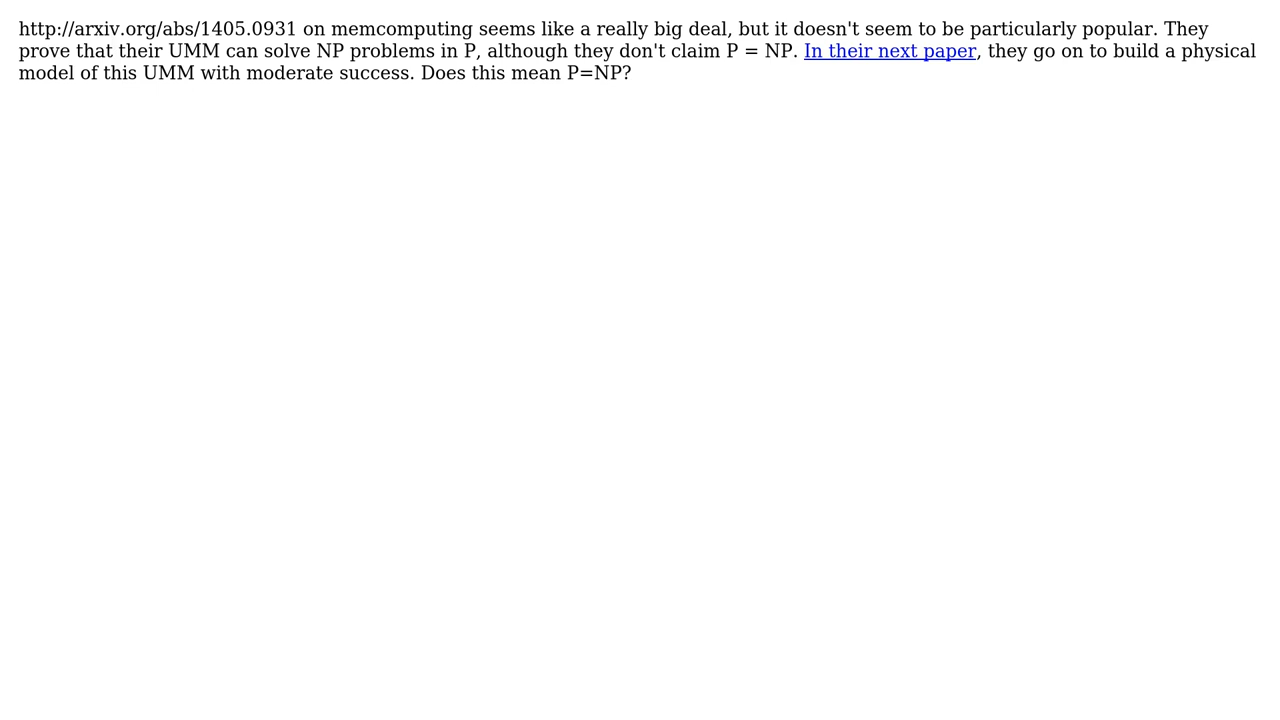 http://arxiv.org/abs/1405.0931 on memcomputing seems like a really big deal, but it doesn't seem to be particularly popular. They
prove that their UMM can solve NP problems in P, although they don't claim P = NP. In their next paper, they go on to build a physical
model of this UMM with moderate success. Does this mean P=NP?